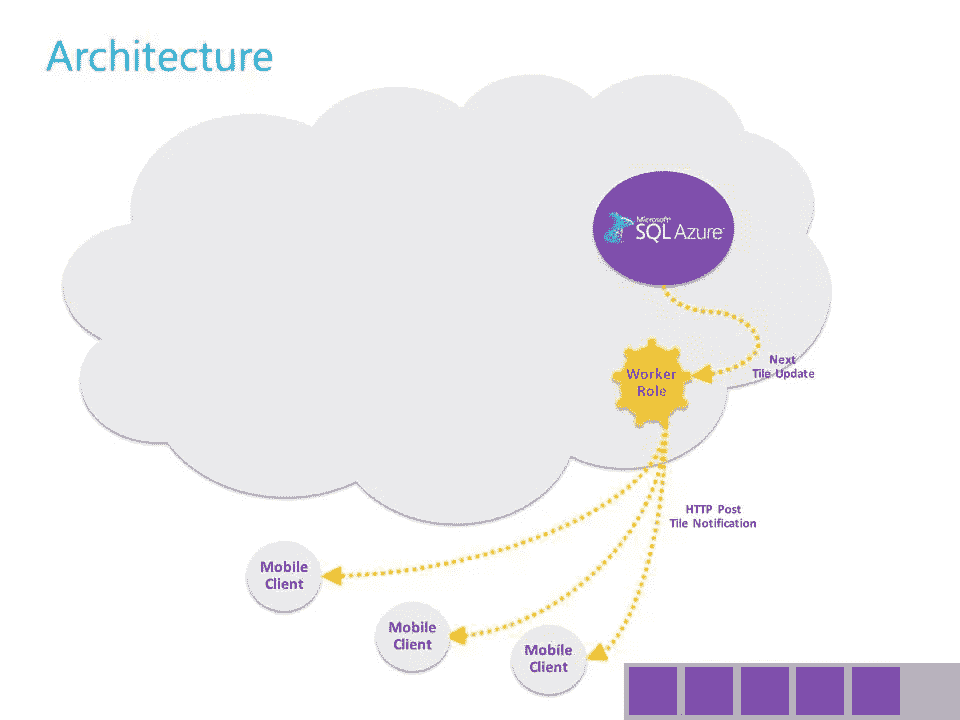 Architecture
Microsoft
SQL Azure
Next
Tile Update
Worker
Role
HTTP Post
Tile Notification
Mobile
Client
Mobile
Client
Mobile
Client